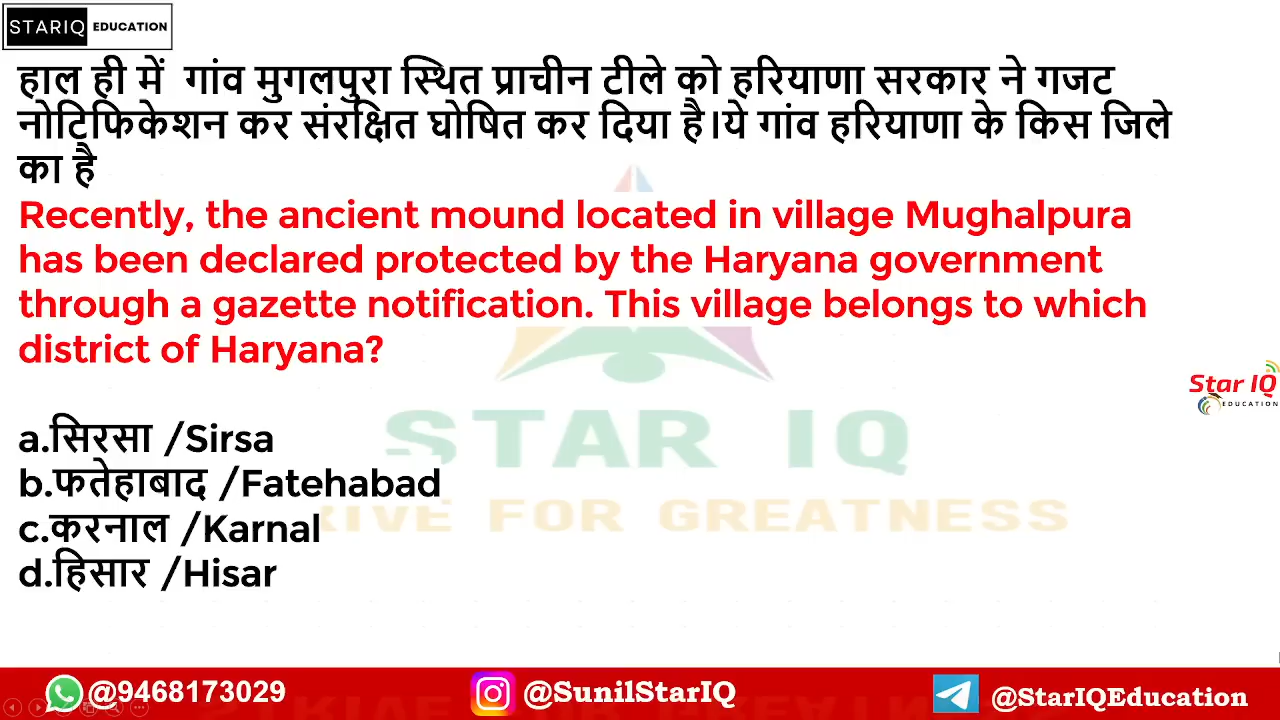 STARIQ EDUCATION
हाल ही में गांव मुगलपुरा स्थित प्राचीन टीले को हरियाणा सरकार ने गजट
नोटिफिकेशन कर संरक्षित घोषित कर दिया है।ये गांव हरियाणा के किस जिले
का है
Recently, the ancient mound located in village Mughalpura
has been declared protected by the Haryana government
through a gazette notification. This village belongs to which
district of Haryana?
Star IQ
EDUCATION
a.सिरसा /Sirsa
STAR IQ
b.फतेहाबाद /Fatehabad
FOR GREATNESS
c.करनाल /Karnal
d.हिसार /Hisar
@9468173029 @SunilStarIQ @StarIQEducation